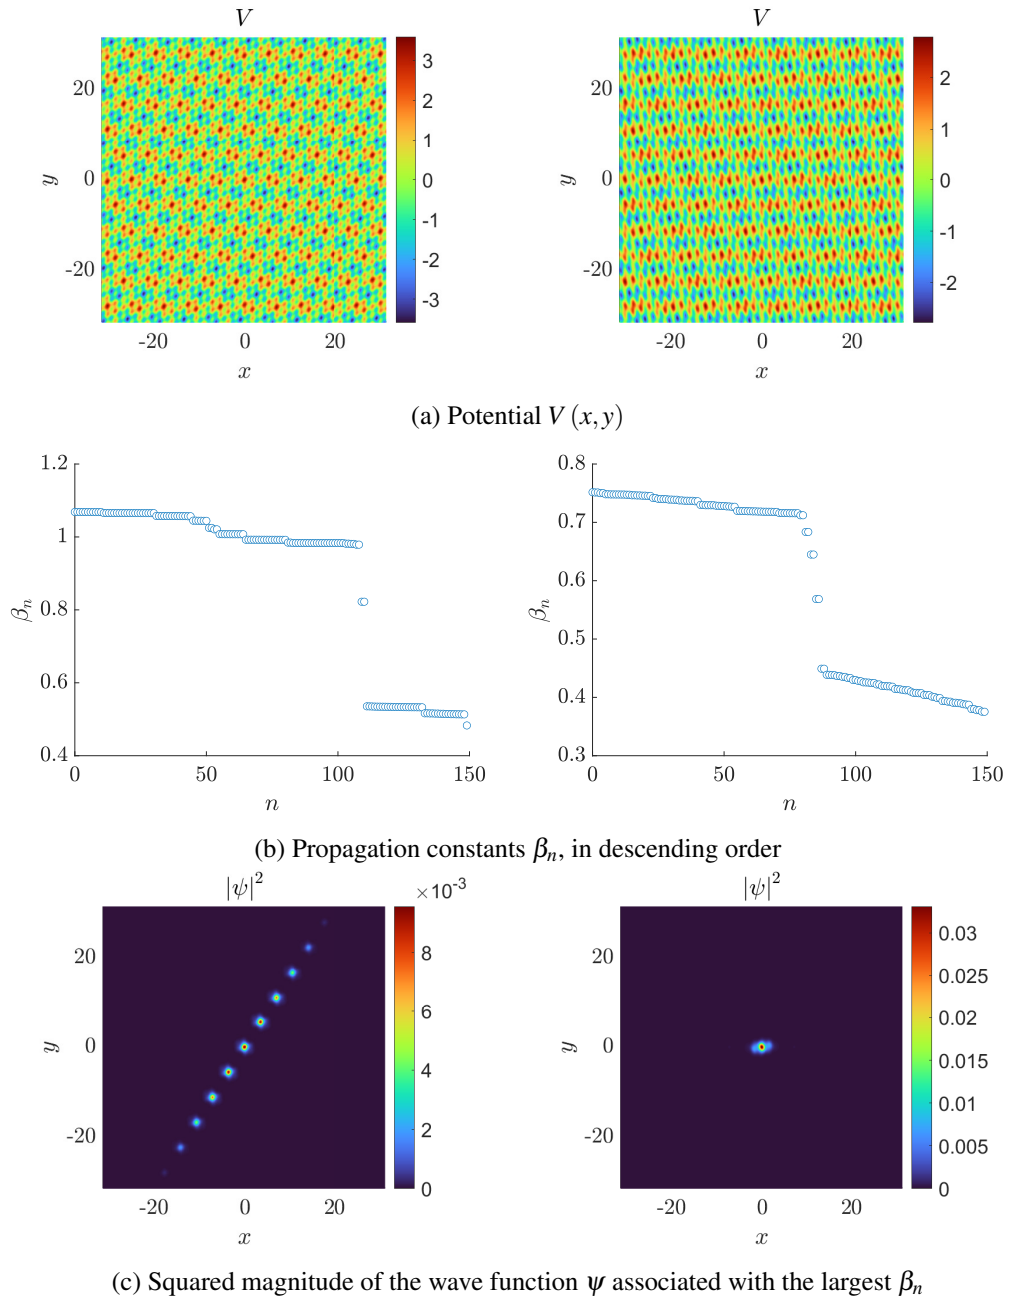 V V
20 0 -20 y
3 2 1 0 -1 -2 -3
-20 0 20
x
20 0 -20 y
2 1 0 -1 -2
-20 0 20
x
(a) Potential V (x, y)
1.2 1 0.8 0.6 0.4
βn
0 50 100 150
n
0.8 0.7 0.6 0.5 0.4 0.3
βn
0 50 100 150
n
(b) Propagation constants βn, in descending order
|ψ|² ×10⁻³
20 0 -20 y
8 6 4 2 0
-20 0 20
x
|ψ|²
20 0 -20 y
0.03 0.025 0.02 0.015 0.01 0.005 0
-20 0 20
x
(c) Squared magnitude of the wave function ψ associated with the largest βn